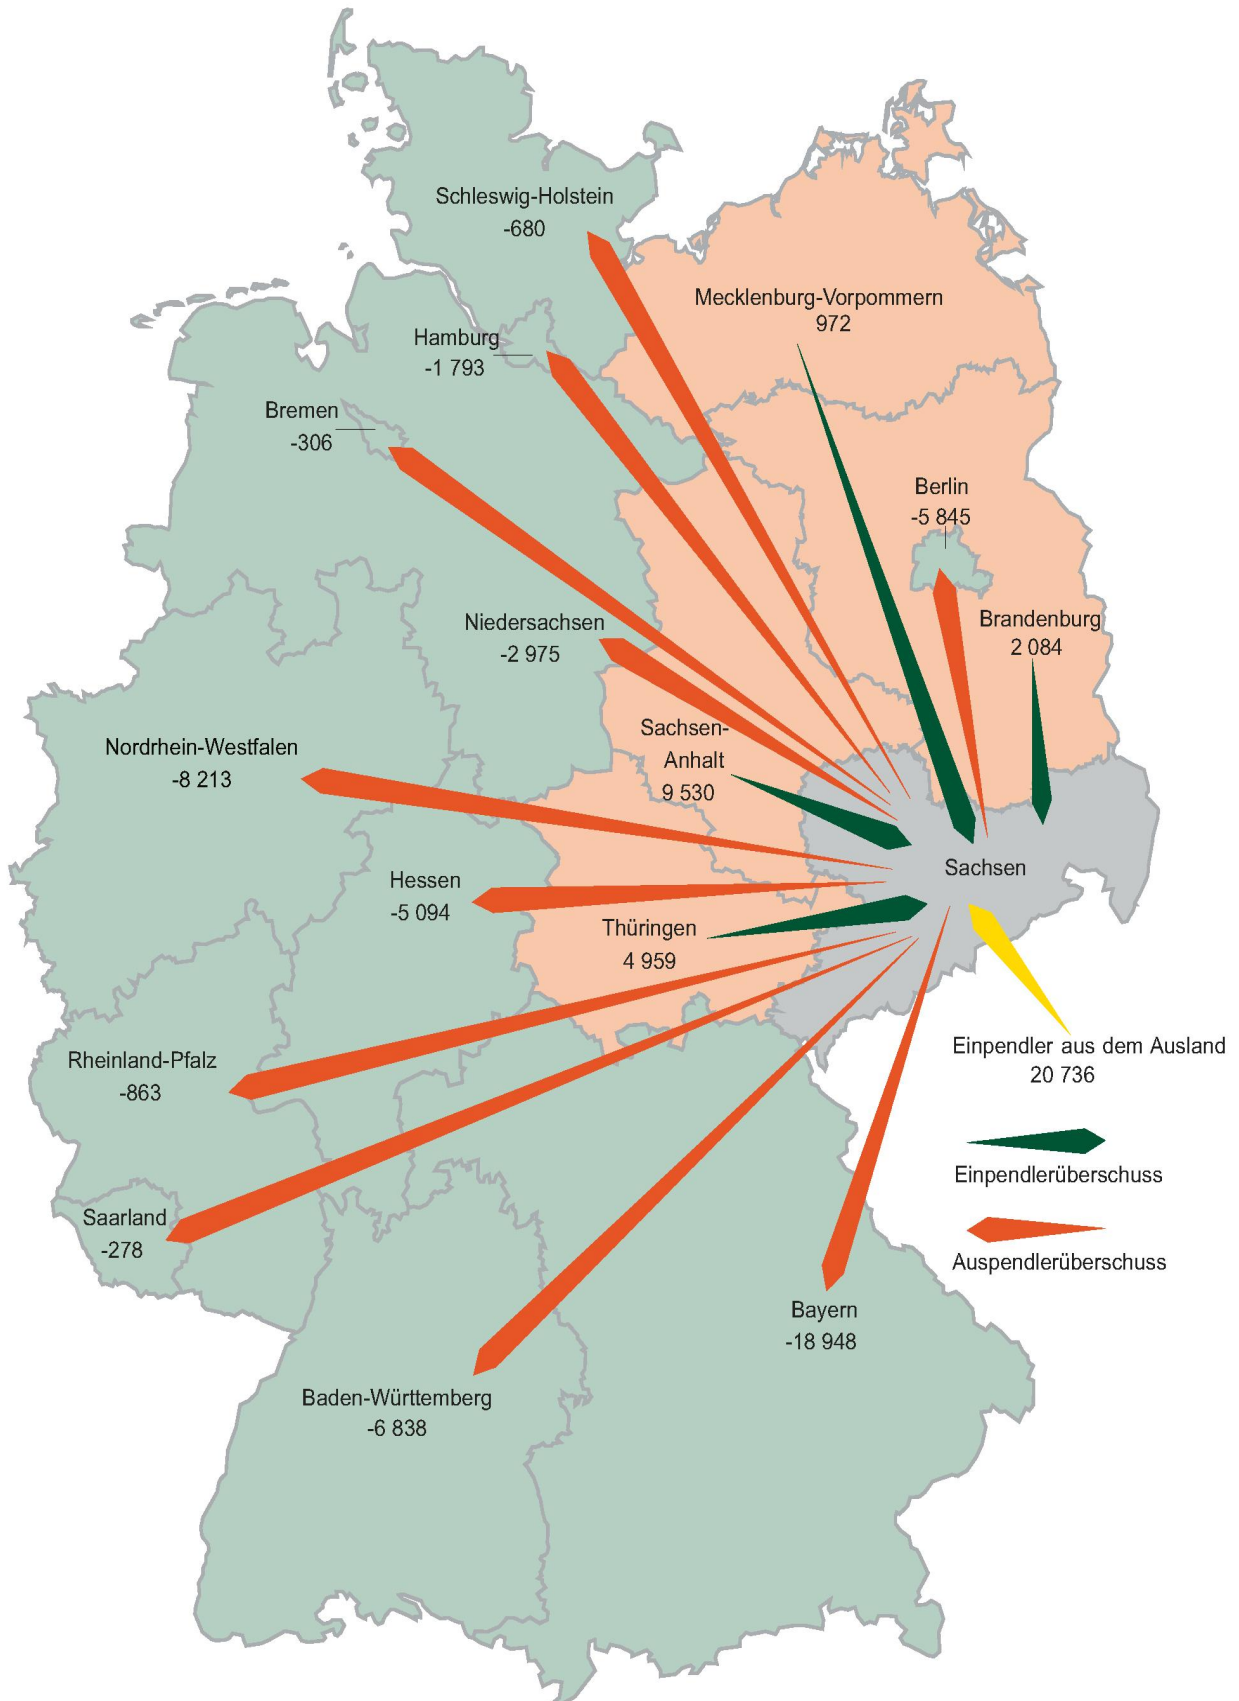 Schleswig-Holstein
-680
Mecklenburg-Vorpommern
972
Hamburg
-1 793
Bremen
-306
Berlin
-5 845
Niedersachsen
-2 975
Brandenburg
2 084
Sachsen-
Anhalt
9 530
Nordrhein-Westfalen
-8 213
Sachsen
Hessen
-5 094
Thüringen
4 959
Einpendler aus dem Ausland
20 736
Rheinland-Pfalz
-863
Einpendlerüberschuss
Saarland
-278
Auspendlerüberschuss
Bayern
-18 948
Baden-Württemberg
-6 838